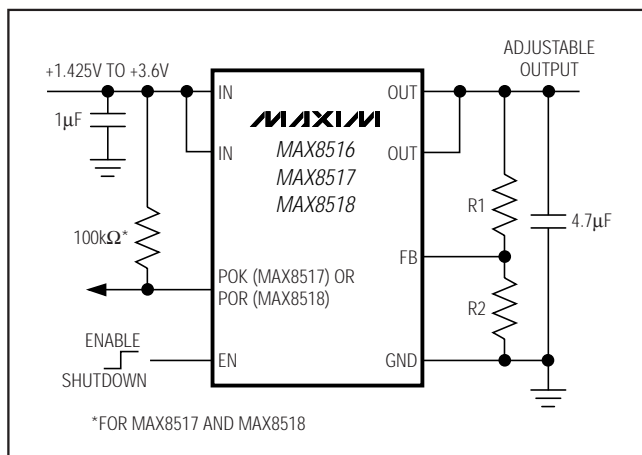 +1.425V TO +3.6V
ADJUSTABLE
OUTPUT
IN
OUT
1μF
MAXIM
IN
OUT
MAX8516
MAX8517
MAX8518
R1
4.7μF
100kΩ*
FB
POK (MAX8517) OR
POR (MAX8518)
R2
ENABLE
EN
GND
SHUTDOWN
*FOR MAX8517 AND MAX8518